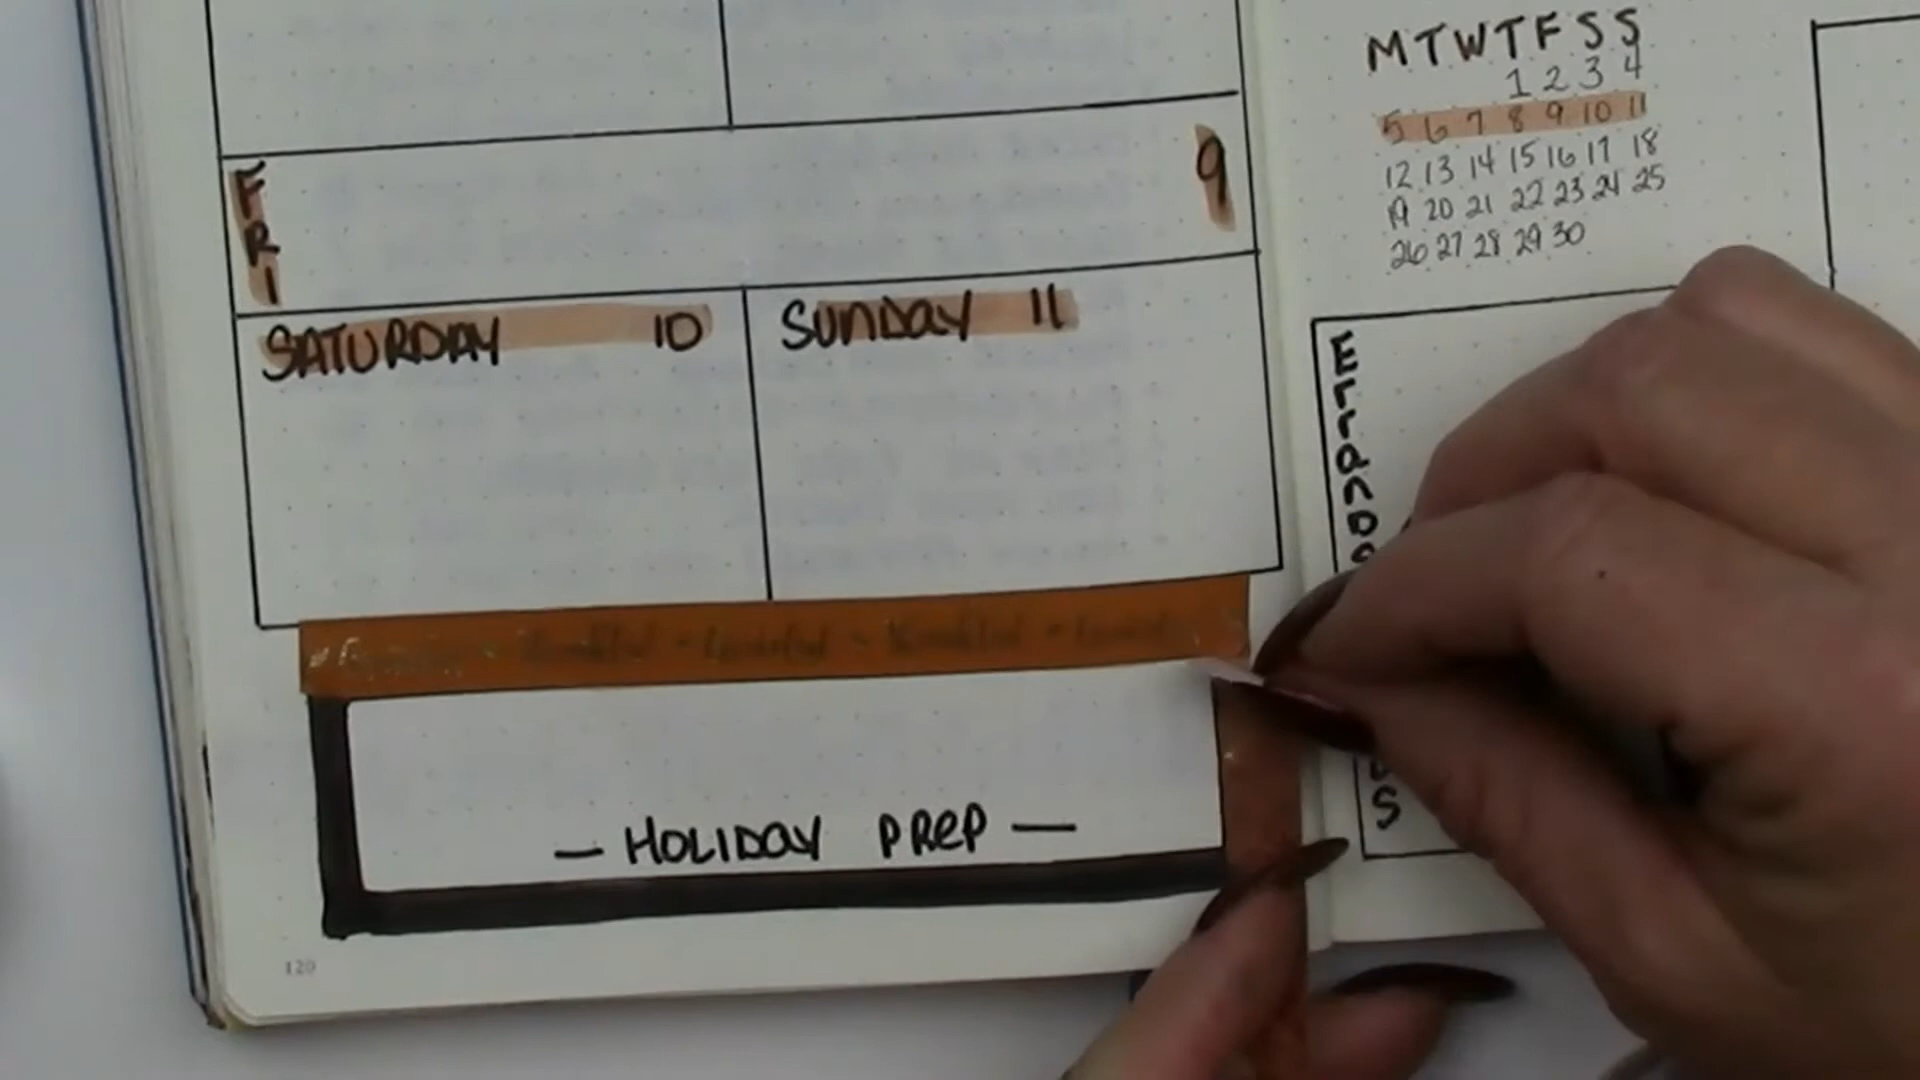 FRI
9
SATURDAY 10
SUNDAY 11
- HOLIDAY PREP -
120
M T W T F S S
1 2 3 4
5 6 7 8 9 10 11
12 13 14 15 16 17 18
19 20 21 22 23 24 25
26 27 28 29 30